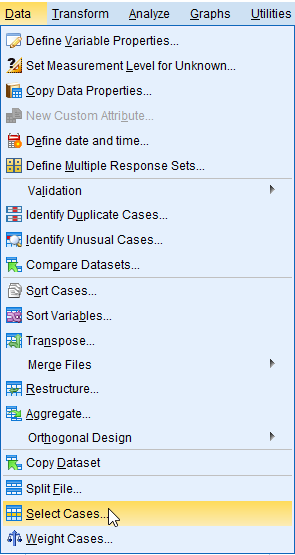 Data Transform Analyze Graphs Utilities
Define Variable Properties...
Set Measurement Level for Unknown...
Copy Data Properties...
New Custom Attribute...
Define date and time...
Define Multiple Response Sets...
Validation
Identify Duplicate Cases...
Identify Unusual Cases...
Compare Datasets...
Sort Cases...
Sort Variables...
Transpose...
Merge Files
Restructure...
Aggregate...
Orthogonal Design
Copy Dataset
Split File...
Select Cases...
Weight Cases...